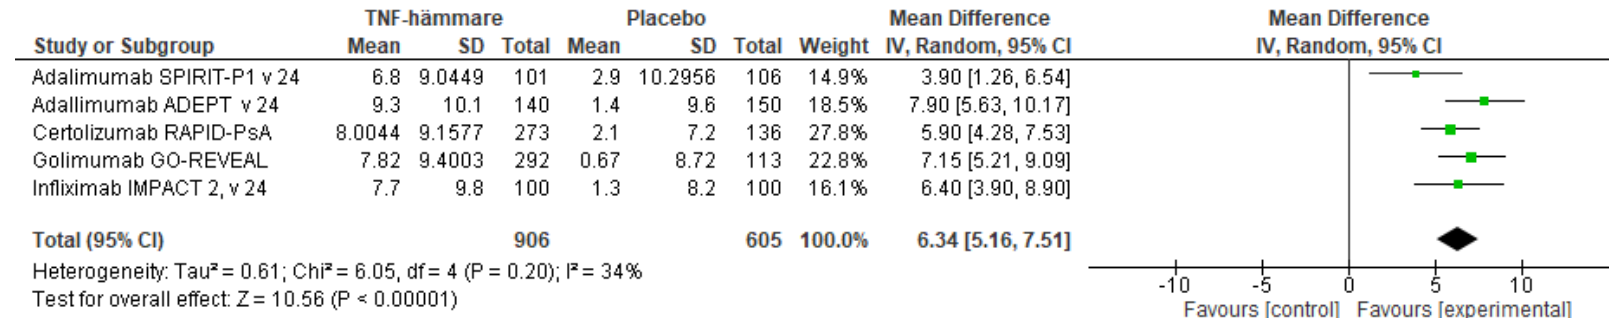 TNF-hämmare Placebo Mean Difference Mean Difference
Study or Subgroup Mean SD Total Mean SD Total Weight IV, Random, 95% CI IV, Random, 95% CI
Adalimumab SPIRIT-P1 v 24 6.8 9.0449 101 2.9 10.2956 106 14.9% 3.90 [1.26, 6.54]
Adallimumab ADEPT v 24 9.3 10.1 140 1.4 9.6 150 18.5% 7.90 [5.63, 10.17]
Certolizumab RAPID-PsA 8.0044 9.1577 273 2.1 7.2 136 27.8% 5.90 [4.28, 7.53]
Golimumab GO-REVEAL 7.82 9.4003 292 0.67 8.72 113 22.8% 7.15 [5.21, 9.09]
Infliximab IMPACT 2, v 24 7.7 9.8 100 1.3 8.2 100 16.1% 6.40 [3.90, 8.90]
Total (95% CI) 906 605 100.0% 6.34 [5.16, 7.51]
Heterogeneity: Tau² = 0.61; Chi² = 6.05, df = 4 (P = 0.20); I² = 34%
Test for overall effect: Z = 10.56 (P < 0.00001)
-10 -5 0 5 10
Favours [control] Favours [experimental]